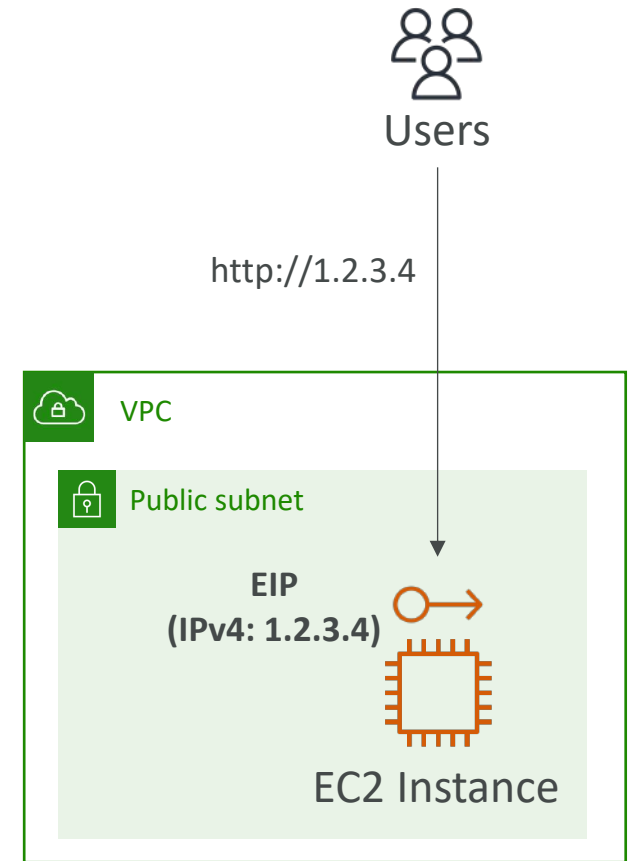 Users
http://1.2.3.4
VPC
Public subnet
EIP
(IPv4: 1.2.3.4)
EC2 Instance